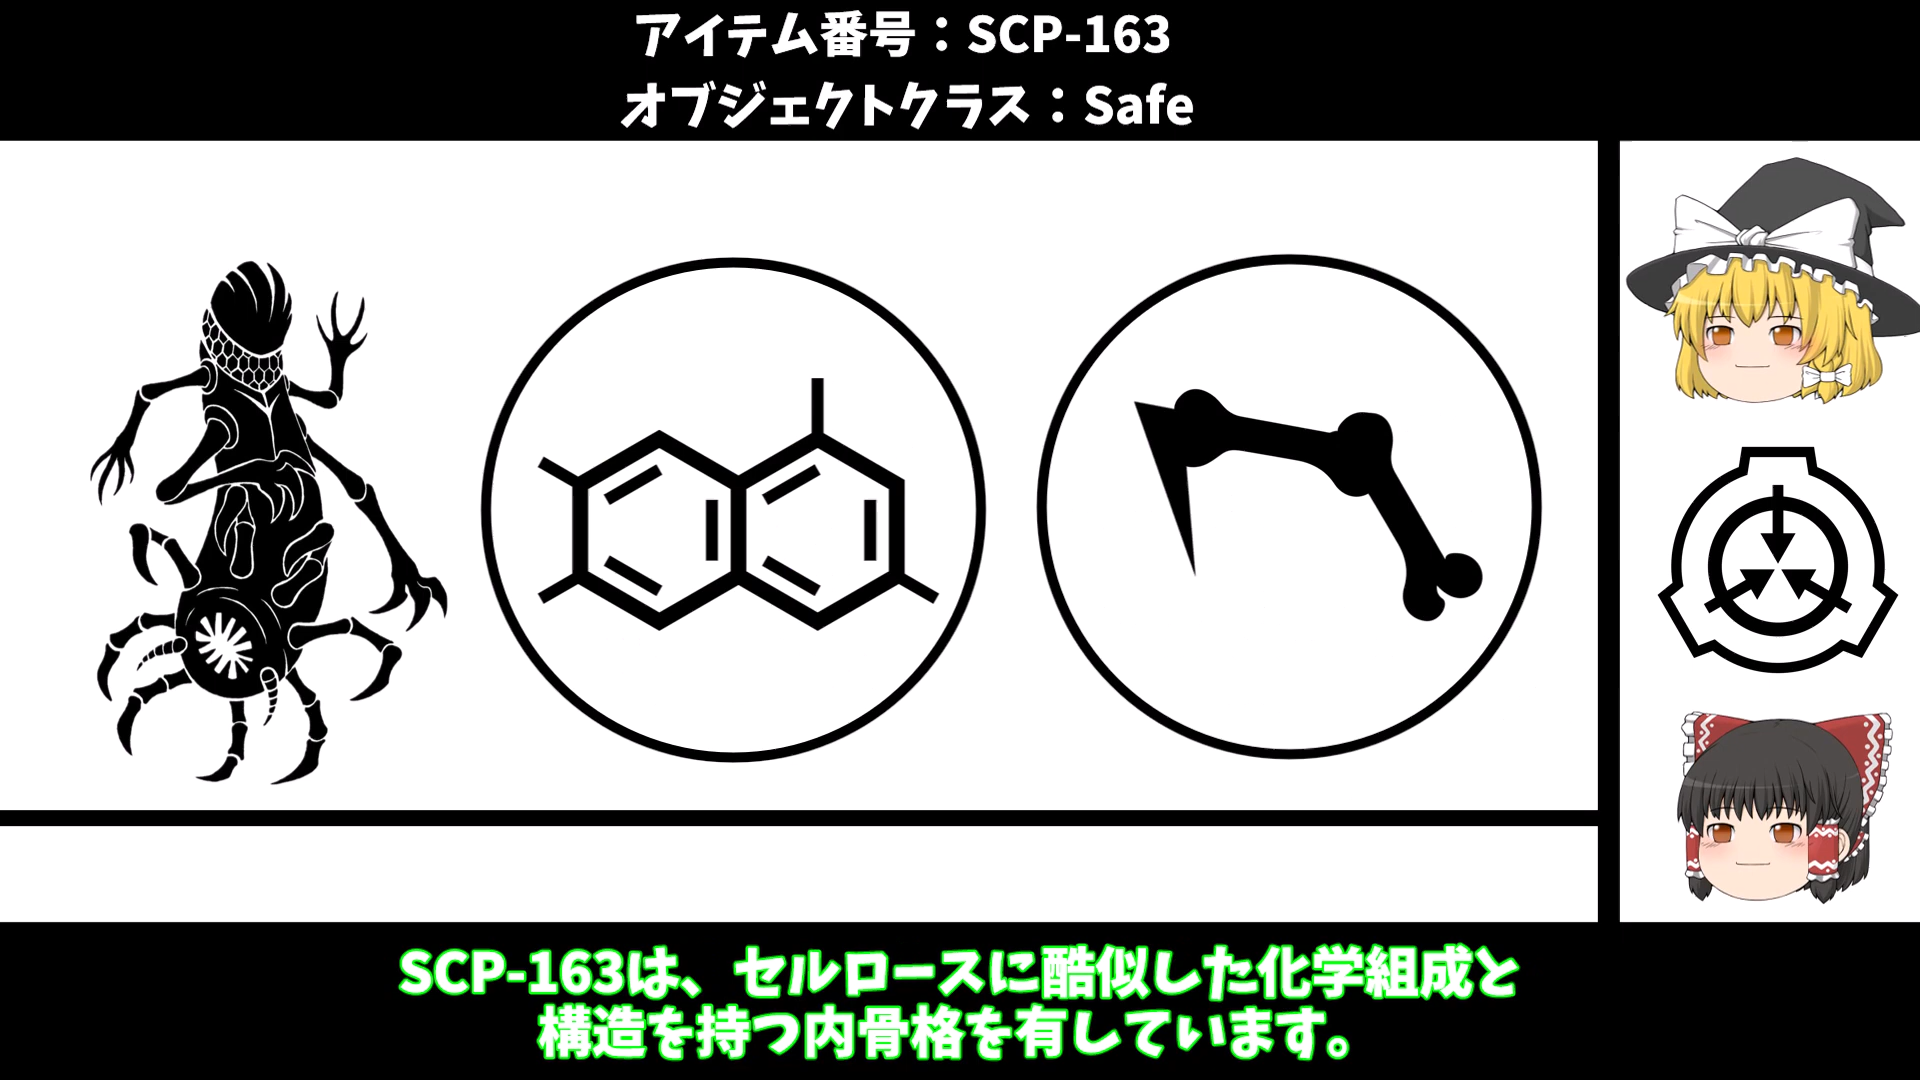 アイテム番号：SCP-163
オブジェクトクラス：Safe
SCP-163は、セルロースに酷似した化学組成と
構造を持つ内骨格を有しています。